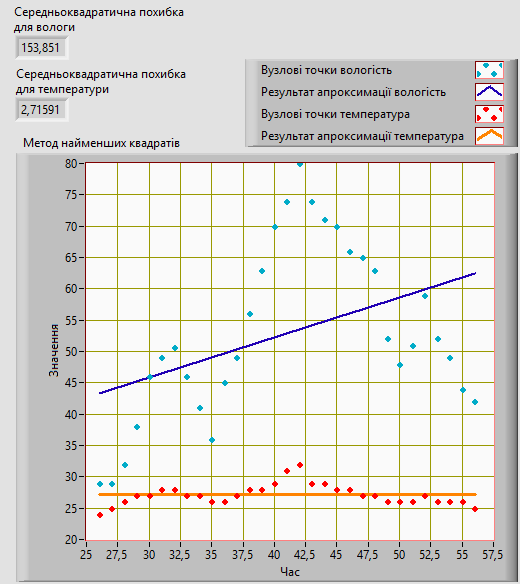 Середньоквадратична похибка
для вологи
153,851
Середньоквадратична похибка
для температури
2,71591
Вузлові точки вологість
Результат апроксимації вологість
Вузлові точки температура
Результат апроксимації температура
Метод найменших квадратів
80
75
70
65
60
55
50
45
40
35
30
25
20
Значення
25
27,5
30
32,5
35
37,5
40
42,5
45
47,5
50
52,5
55
57,5
Час